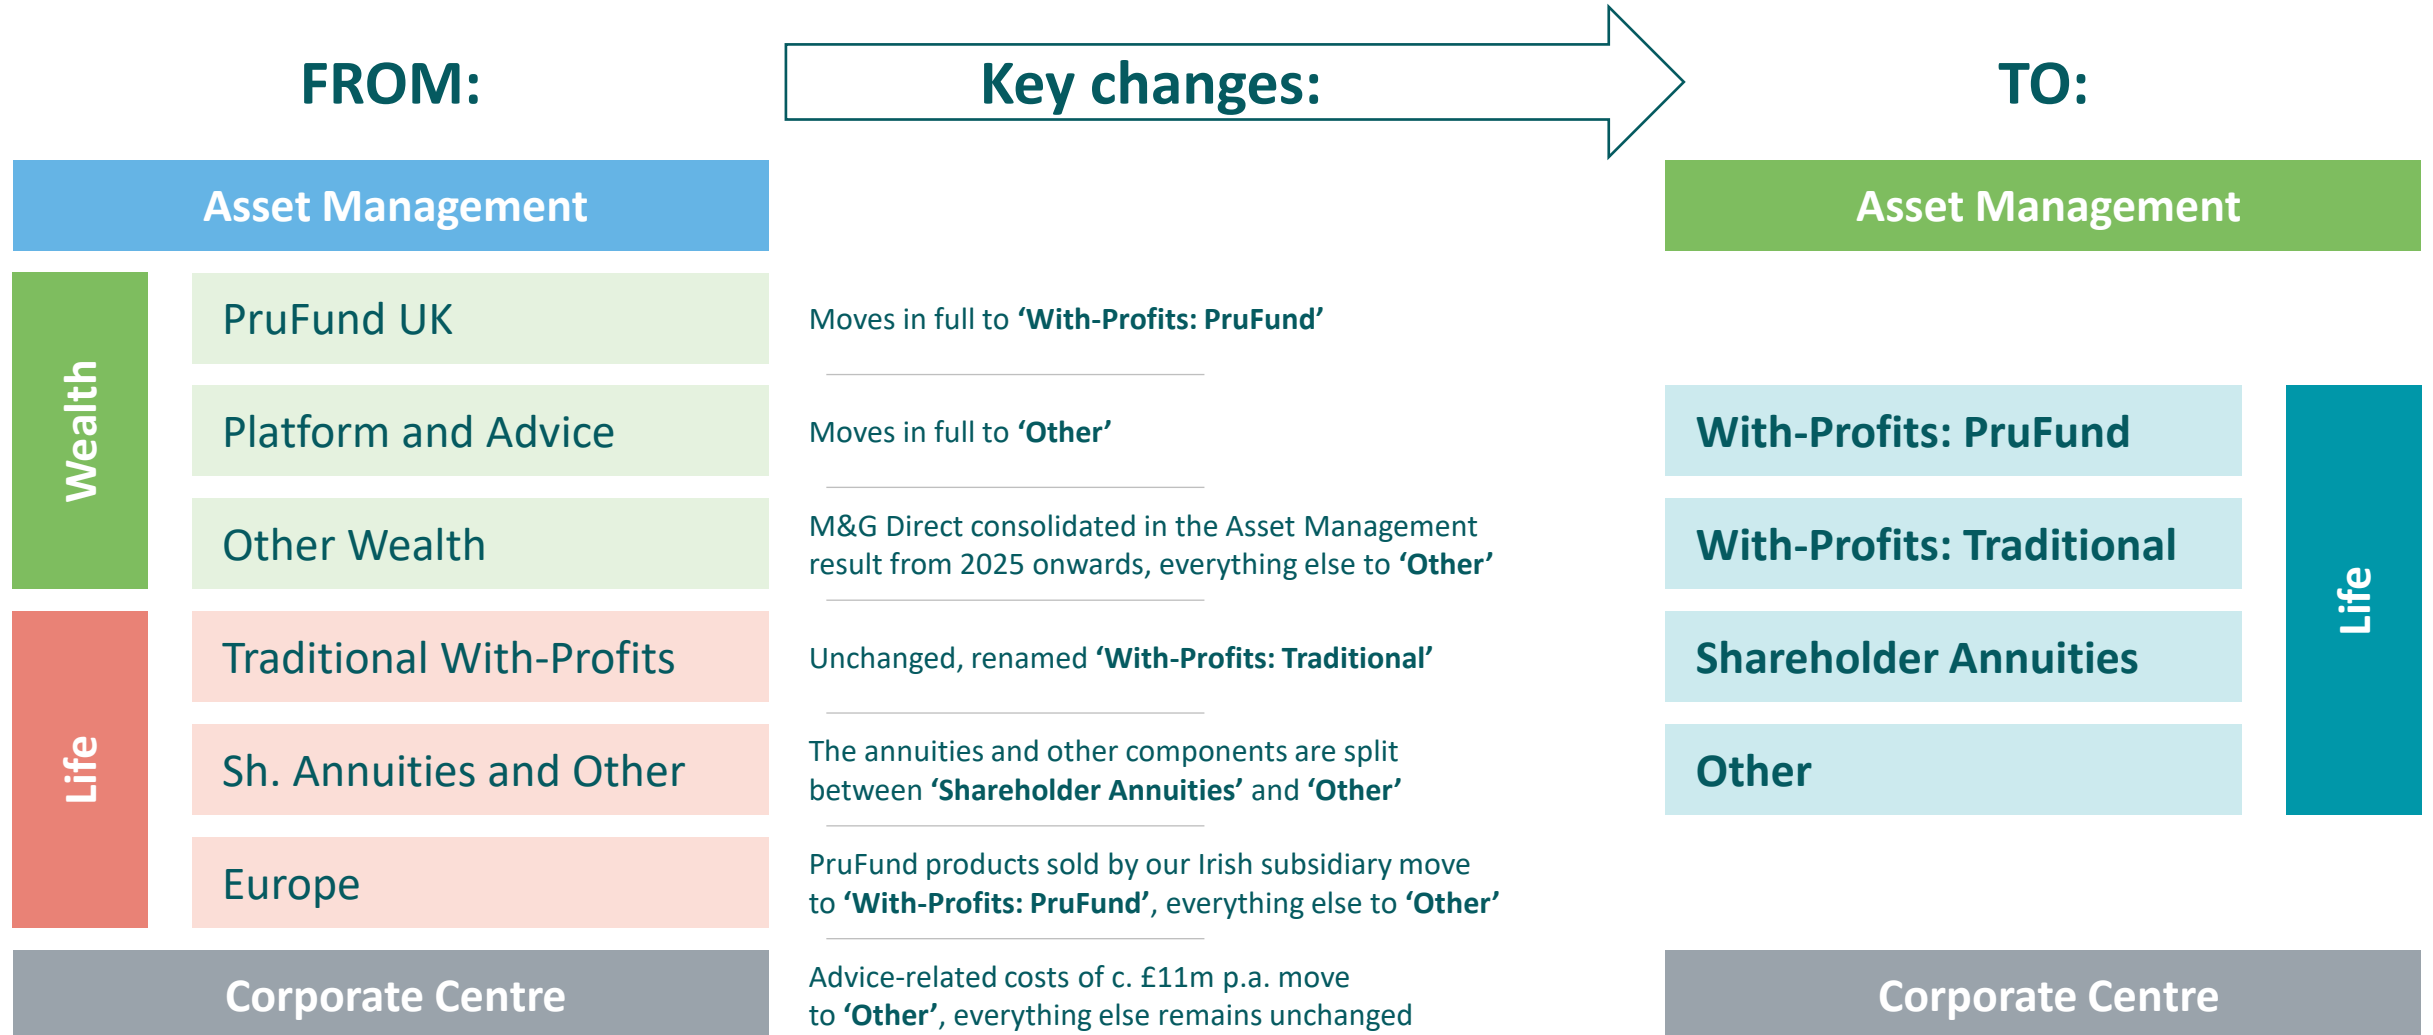 FROM:
Key changes:
TO:
Asset Management
Asset Management
Wealth
PruFund UK
Moves in full to ‘With-Profits: PruFund’
Platform and Advice
Moves in full to ‘Other’
With-Profits: PruFund
Other Wealth
M&G Direct consolidated in the Asset Management
result from 2025 onwards, everything else to ‘Other’
With-Profits: Traditional
Life
Life
Traditional With-Profits
Unchanged, renamed ‘With-Profits: Traditional’
Shareholder Annuities
Sh. Annuities and Other
The annuities and other components are split
between ‘Shareholder Annuities’ and ‘Other’
Other
Europe
PruFund products sold by our Irish subsidiary move
to ‘With-Profits: PruFund’, everything else to ‘Other’
Corporate Centre
Advice-related costs of c. £11m p.a. move
to ‘Other’, everything else remains unchanged
Corporate Centre